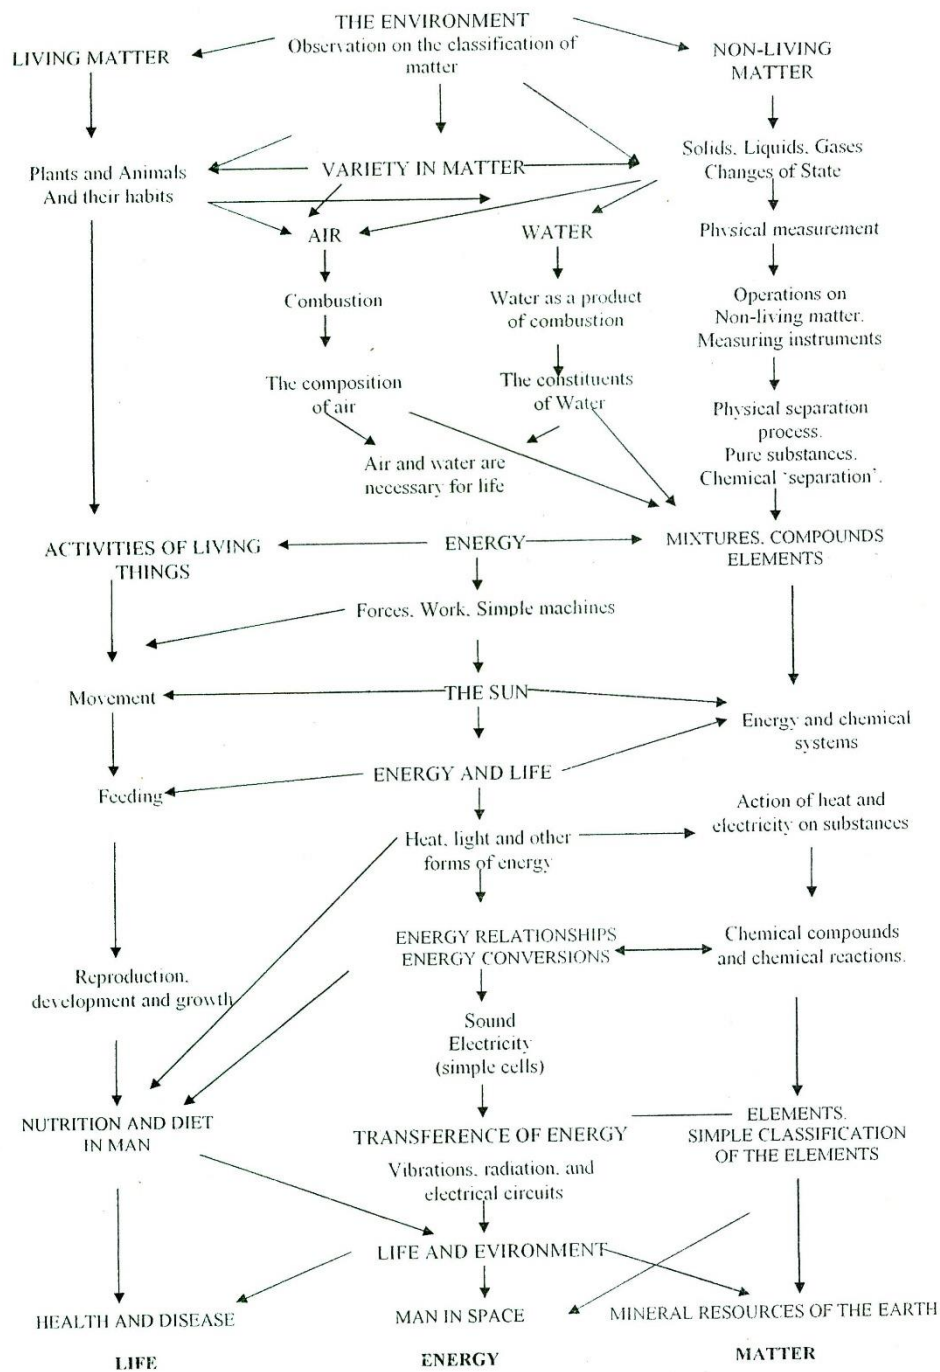 THE ENVIRONMENT
Observation on the classification of
matter
LIVING MATTER
NON-LIVING
MATTER
Plants and Animals
And their habits
VARIETY IN MATTER
Solids, Liquids, Gases
Changes of State
AIR
WATER
Physical measurement
Combustion
Water as a product
of combustion
Operations on
Non-living matter.
Measuring instruments
The composition
of air
The constituents
of Water
Physical separation
process.
Pure substances.
Chemical 'separation'.
Air and water are
necessary for life
ACTIVITIES OF LIVING
THINGS
ENERGY
MIXTURES, COMPOUNDS
ELEMENTS
Forces, Work, Simple machines
Movement
THE SUN
Energy and chemical
systems
Feeding
ENERGY AND LIFE
Action of heat and
electricity on substances
Heat, light and other
forms of energy
ENERGY RELATIONSHIPS
ENERGY CONVERSIONS
Chemical compounds
and chemical reactions.
Reproduction,
development and growth
Sound
Electricity
(simple cells)
NUTRITION AND DIET
IN MAN
TRANSFERENCE OF ENERGY
ELEMENTS.
SIMPLE CLASSIFICATION
OF THE ELEMENTS
Vibrations, radiation, and
electrical circuits
LIFE AND EVIRONMENT
HEALTH AND DISEASE
MAN IN SPACE
MINERAL RESOURCES OF THE EARTH
LIFE
ENERGY
MATTER